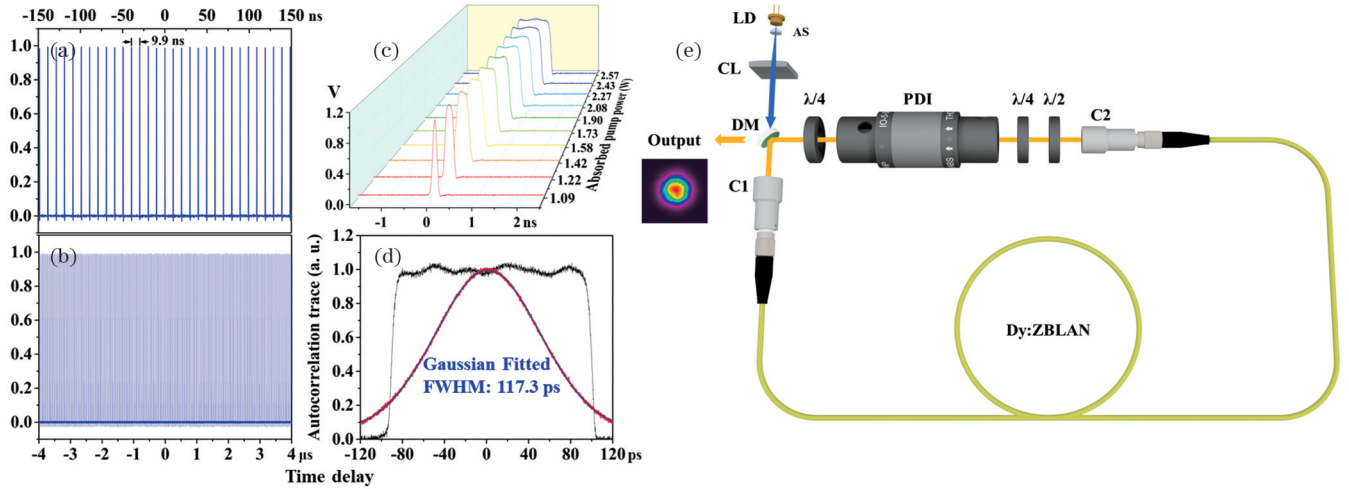 -150 -100 -50 0 50 100 150 ns
(a)
9.9 ns
1.0
0.8
0.6
0.4
0.2
0.0
(b)
1.0
0.8
0.6
0.4
0.2
0.0
-4 -3 -2 -1 0 1 2 3 4 μs
Time delay
(c)
V
1.2
0.8
0.4
0.0
-1 0 1 2 ns
2.57
2.43
2.27
2.08
1.90
1.73
1.58
1.42
1.22
1.09
Absorbed pump power (W)
(d)
Autocorrelation trace (a. u.)
1.2
1.0
0.8
0.6
0.4
0.2
0.0
Gaussian Fitted
FWHM: 117.3 ps
-120 -80 -40 0 40 80 120 ps
(e)
LD
AS
CL
DM
λ/4
PDI
λ/4 λ/2
C2
Output
C1
Dy:ZBLAN